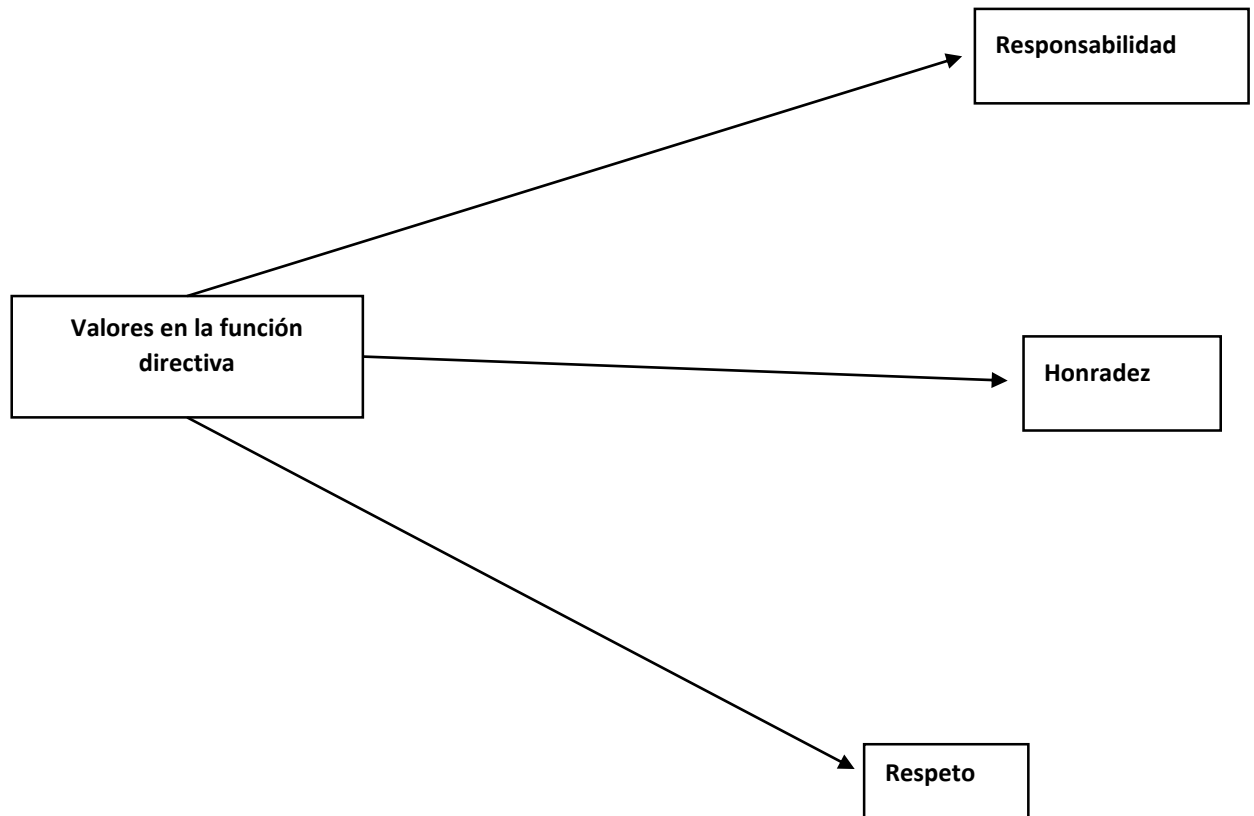 Responsabilidad
Valores en la función
directiva
Honradez
Respeto